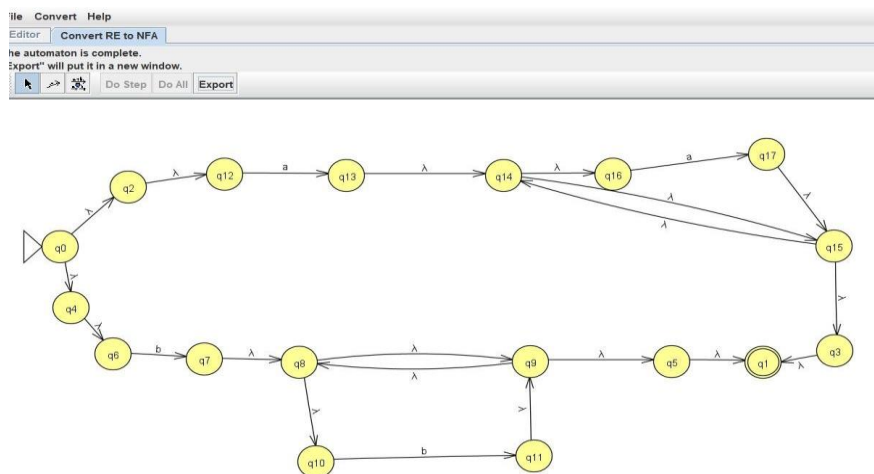 ile Convert Help
Editor Convert RE to NFA
he automaton is complete.
Export" will put it in a new window.
Do Step Do All Export
q17
a
λ a λ λ
q2 q12 q13 q14 q16
λ λ λ
λ
q0 q15
λ λ
q4
λ
q6 b q7 λ q8 λ q9 λ q5 λ q1 λ q3
λ
λ λ
q10 b q11